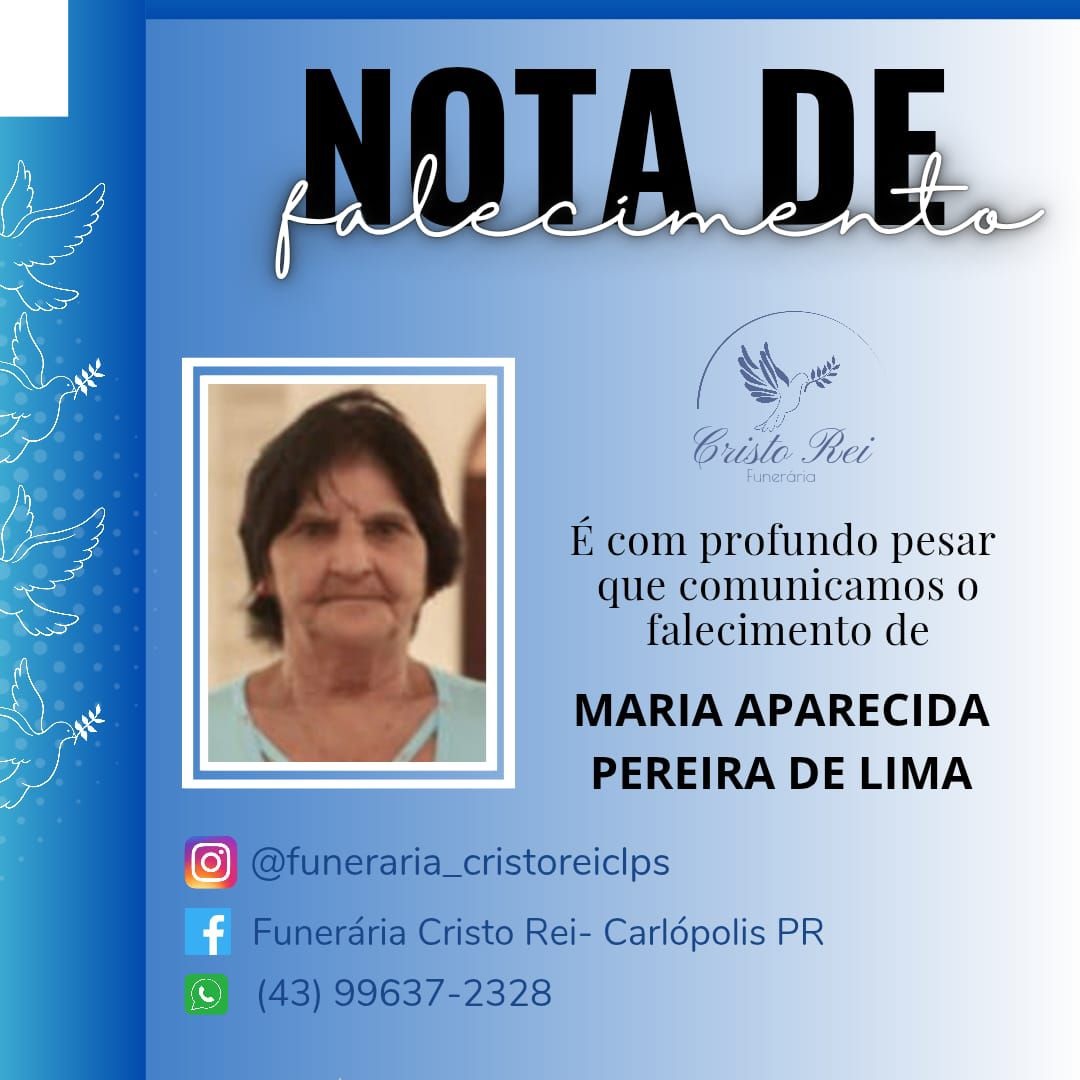 NOTA DE
falecimento
Cristo Rei
Funerária
É com profundo pesar
que comunicamos o
falecimento de
MARIA APARECIDA
PEREIRA DE LIMA
@funeraria_cristoreiclps
Funerária Cristo Rei- Carlópolis PR
(43) 99637-2328